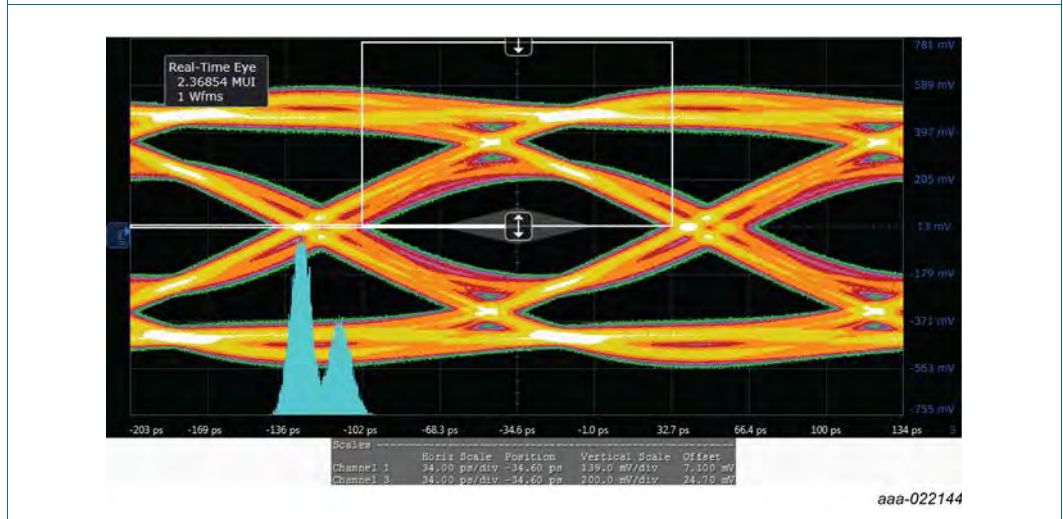 781 mV
Real-Time Eye
2.36854 MUI
1 Wfms
589 mV
397 mV
205 mV
13 mV
-179 mV
-371 mV
-563 mV
-755 mV
-203 ps -169 ps -136 ps -102 ps -68.3 ps -34.6 ps -1.0 ps 32.7 ps 66.4 ps 100 ps 134 ps
Scales
Horiz Scale Position Vertical Scale Offset
Channel 1 34.00 ps/div -34.60 ps 139.0 mV/div 7.100 mV
Channel 3 34.00 ps/div -34.60 ps 200.0 mV/div 24.70 mV
aaa-022144